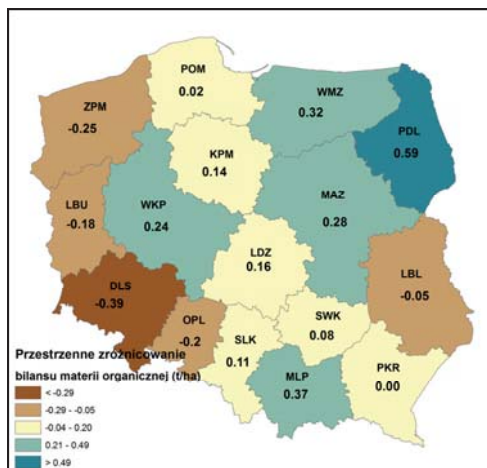 POM
0.02
WMZ
0.32
ZPM
-0.25
PDL
0.59
KPM
0.14
MAZ
0.28
LBU
-0.18
WKP
0.24
LDZ
0.16
DLS
-0.39
LBL
-0.05
OPL
-0.2
SWK
0.08
SLK
0.11
MLP
0.37
PKR
0.00
Przestrzenne zróżnicowanie
bilansu materii organicznej (t/ha)
< -0.29
-0.29 - -0.05
-0.04 - 0.20
0.21 - 0.49
> 0.49